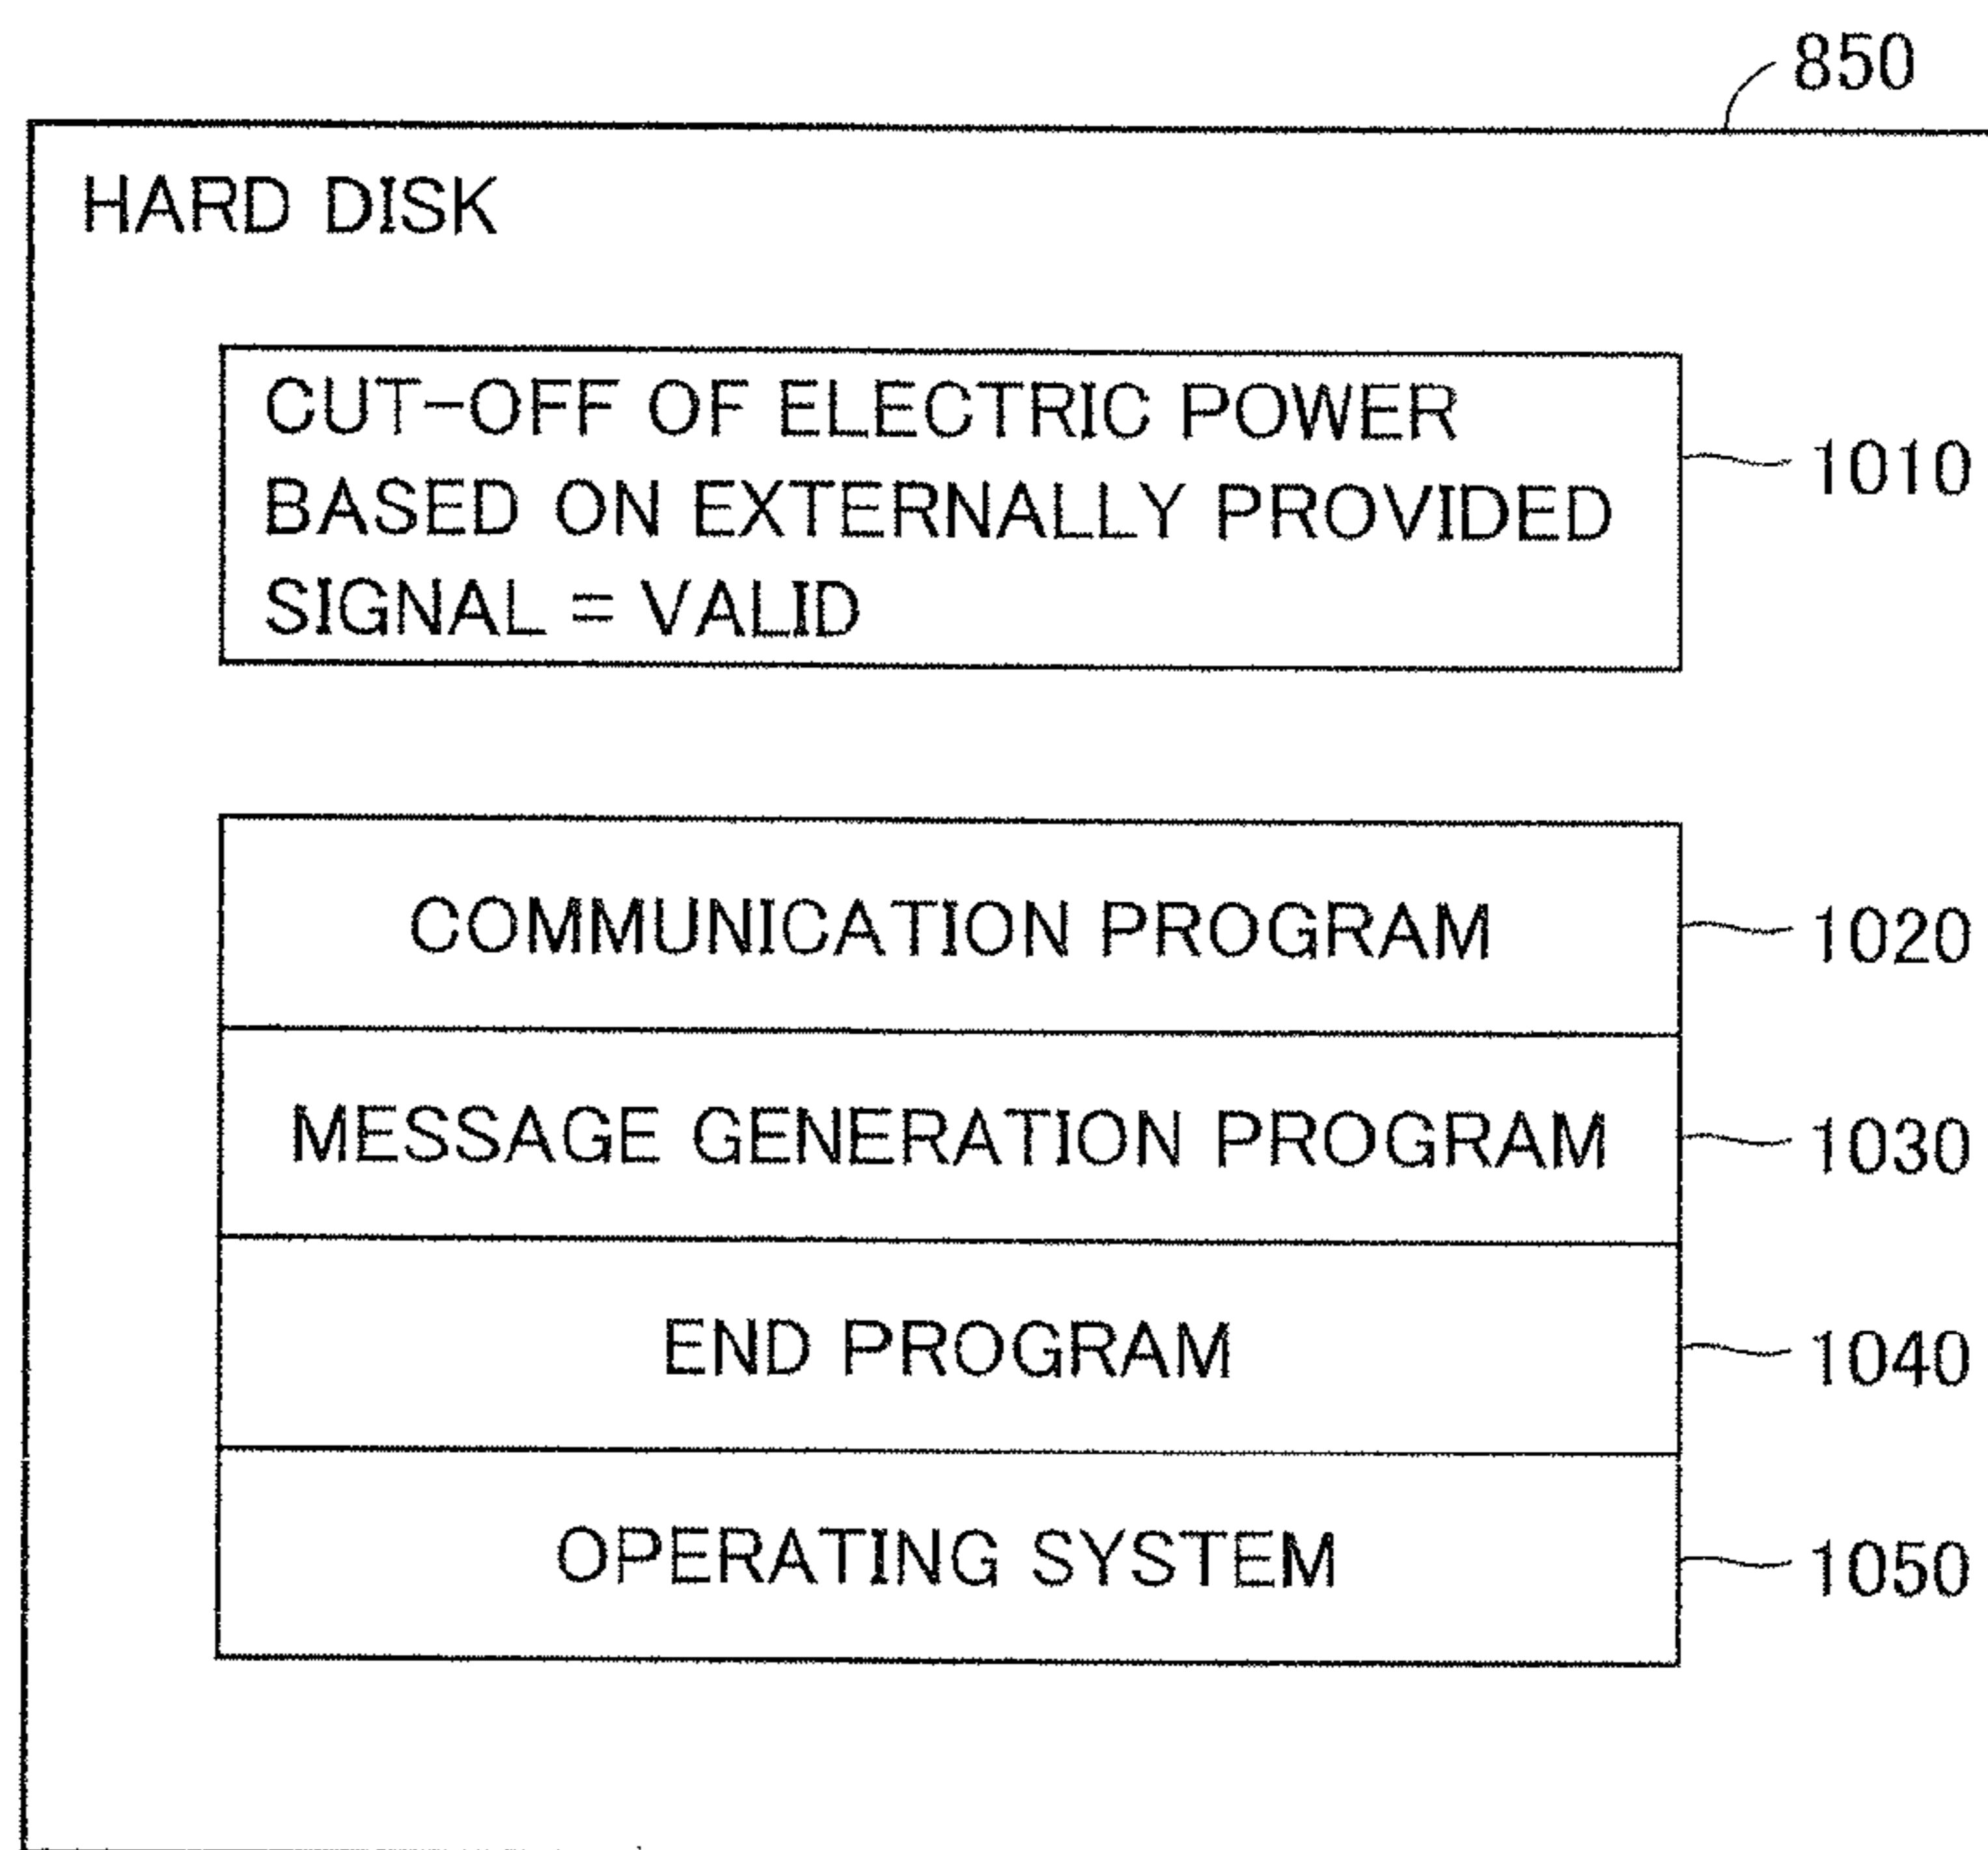 850
HARD DISK
CUT-OFF OF ELECTRIC POWER
BASED ON EXTERNALLY PROVIDED
SIGNAL = VALID
1010
COMMUNICATION PROGRAM
1020
MESSAGE GENERATION PROGRAM
1030
END PROGRAM
1040
OPERATING SYSTEM
1050